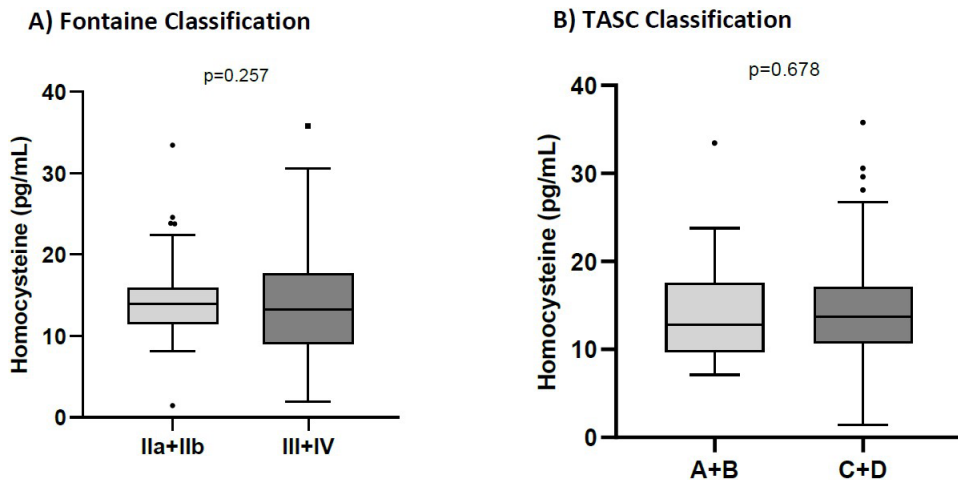 A) Fontaine Classification
p=0.257
Homocysteine (pg/mL)
40
30
20
10
0
IIa+IIb III+IV
B) TASC Classification
p=0.678
Homocysteine (pg/mL)
40
30
20
10
0
A+B C+D